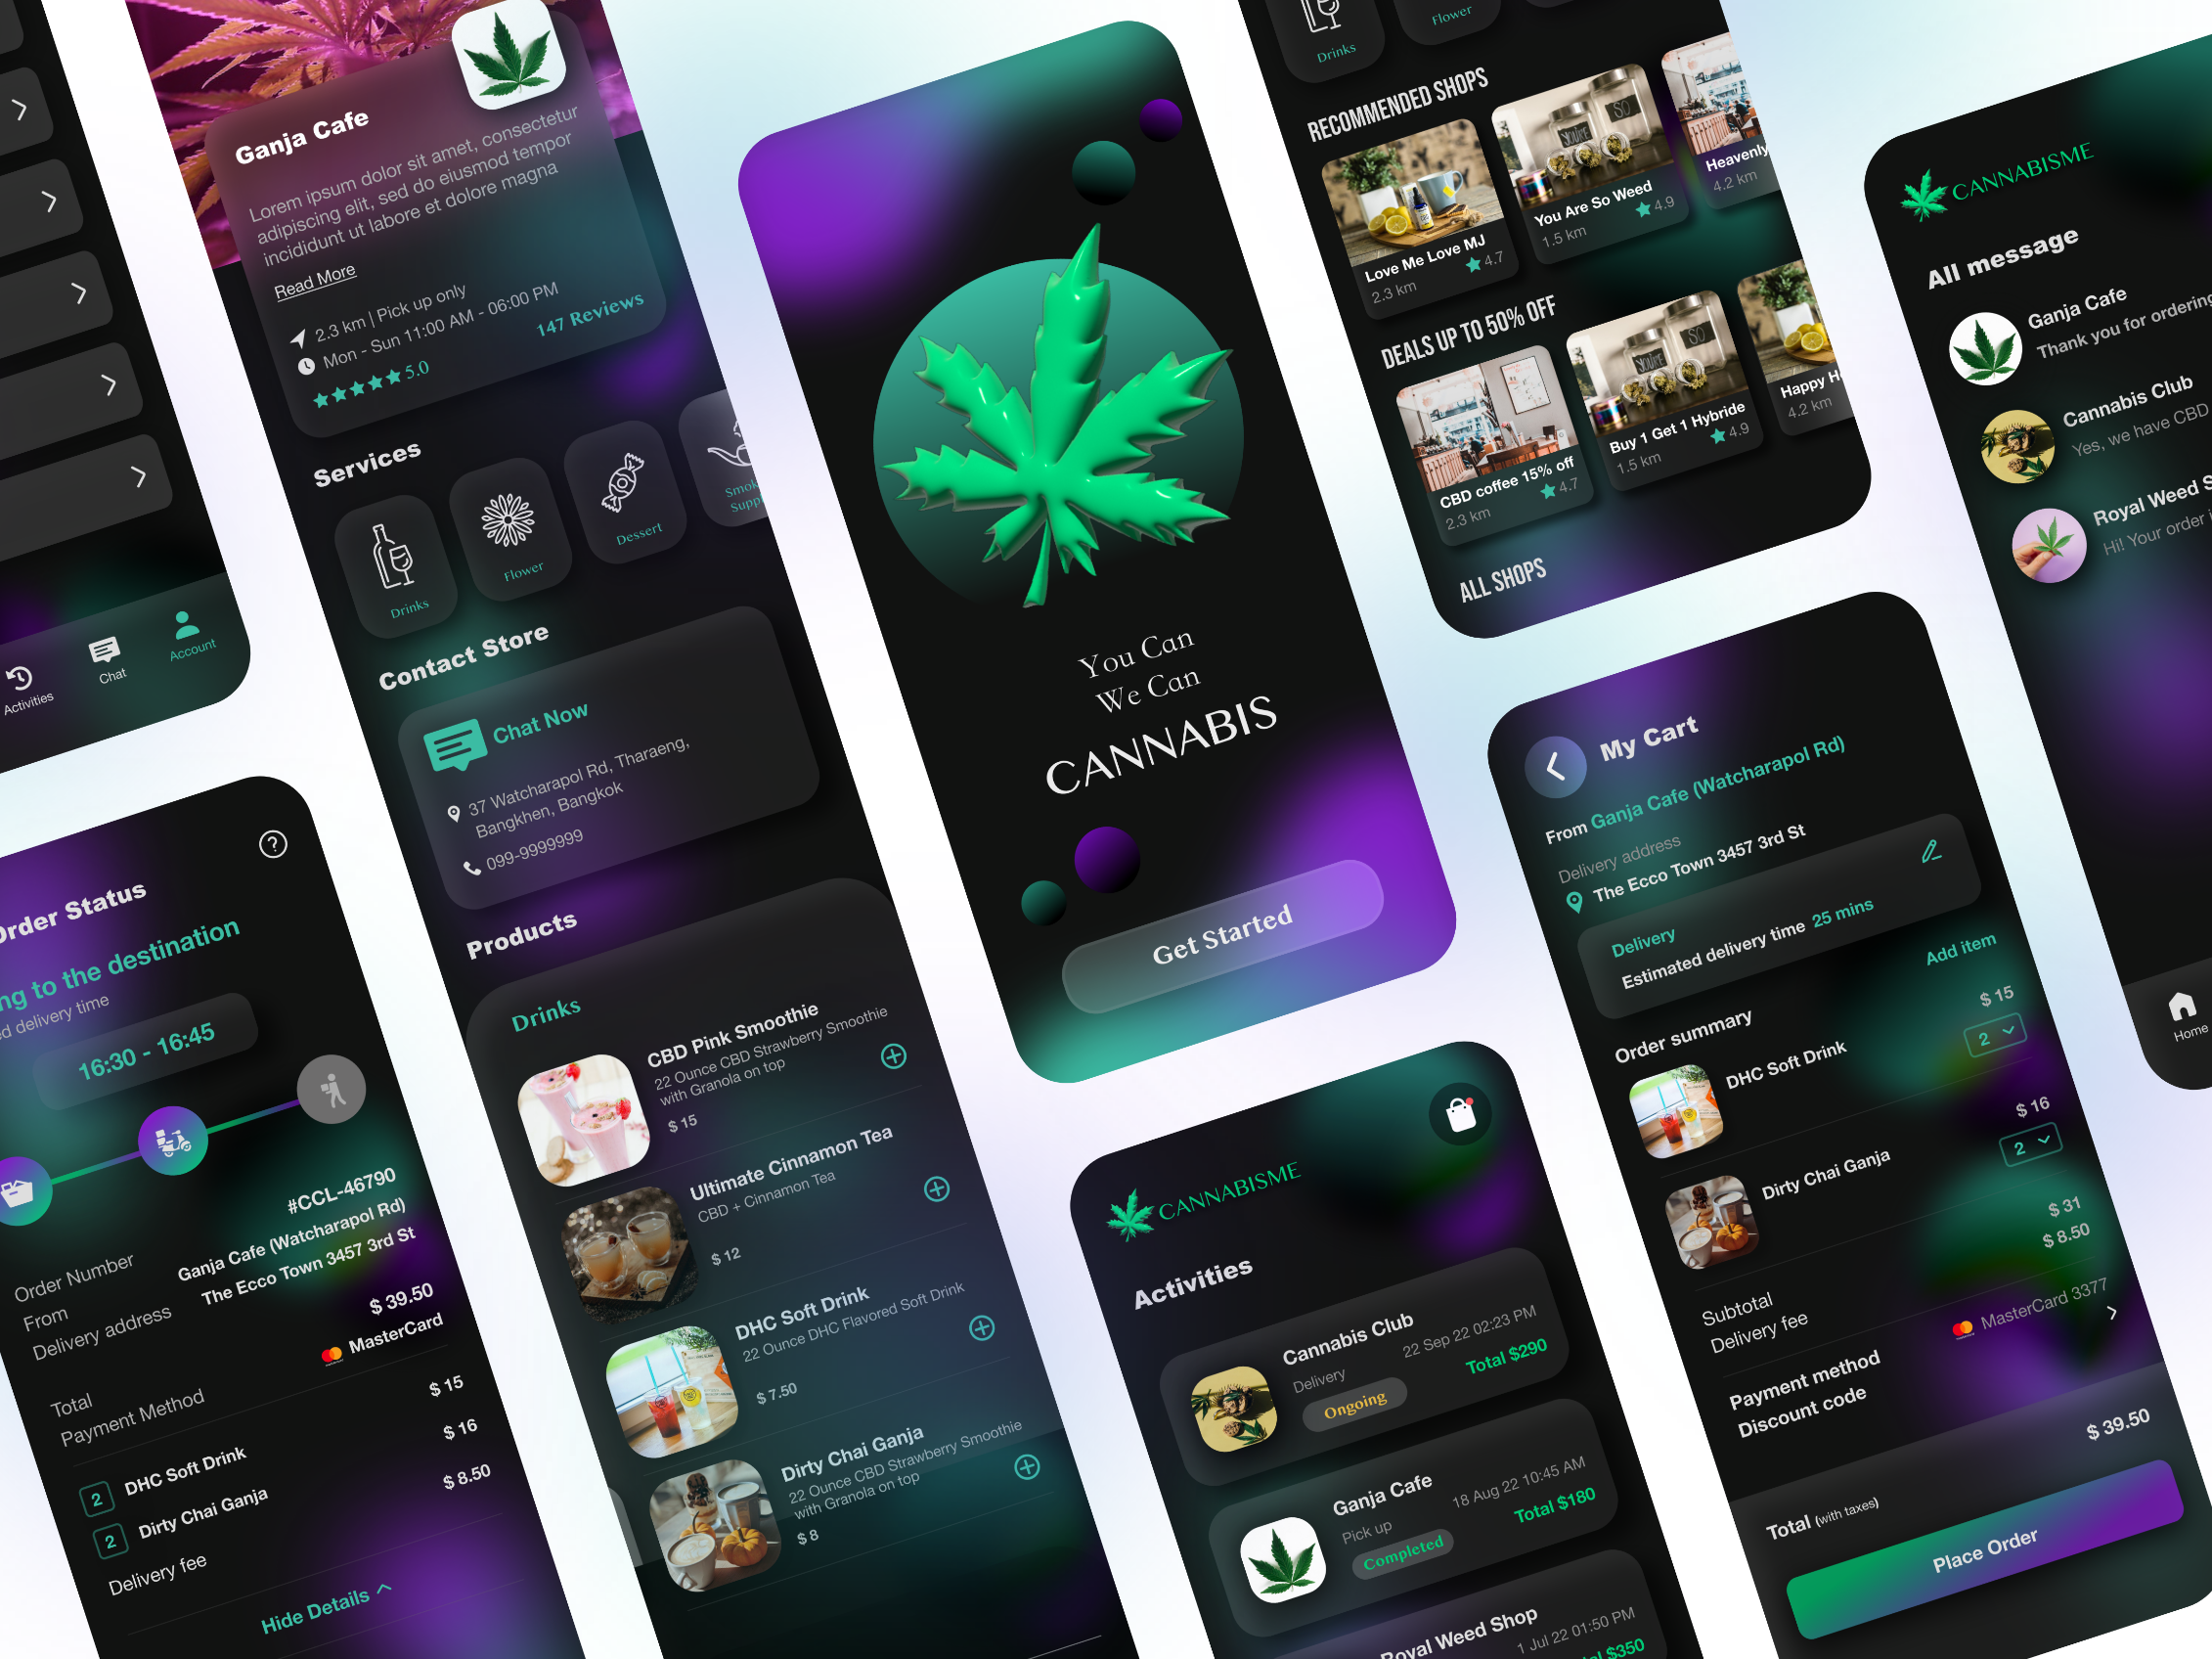 Activities
Chat
Account
Order Status
ng to the destination
ed delivery time
16:30 - 16:45
Order Number
#CCL-46790
From
Ganja Cafe (Watcharapol Rd)
Delivery address
The Ecco Town 3457 3rd St
Total
$ 39.50
Payment Method
MasterCard
2 DHC Soft Drink
$ 15
2 Dirty Chai Ganja
$ 16
Delivery fee
$ 8.50
Hide Details
Ganja Cafe
Lorem ipsum dolor sit amet, consectetur
adipiscing elit, sed do eiusmod tempor
incididunt ut labore et dolore magna
Read More
2.3 km | Pick up only
Mon - Sun 11:00 AM - 06:00 PM
5.0
147 Reviews
Services
Drinks
Flower
Dessert
Smok
Supp
Contact Store
Chat Now
37 Watcharapol Rd, Tharaeng,
Bangkhen, Bangkok
099-9999999
Products
Drinks
CBD Pink Smoothie
22 Ounce CBD Strawberry Smoothie
with Granola on top
$ 15
Ultimate Cinnamon Tea
CBD + Cinnamon Tea
$ 12
DHC Soft Drink
22 Ounce DHC Flavored Soft Drink
$ 7.50
Dirty Chai Ganja
22 Ounce CBD Strawberry Smoothie
with Granola on top
$ 8
You Can
We Can
CANNABIS
Get Started
CANNABISME
Activities
Cannabis Club
Delivery
22 Sep 22 02:23 PM
Ongoing
Total $290
Ganja Cafe
Pick up
18 Aug 22 10:45 AM
Completed
Total $180
Royal Weed Shop
1 Jul 22 01:50 PM
$350
Drinks
Flower
RECOMMENDED SHOPS
Love Me Love MJ
4.7
2.3 km
YOU'RE
SO
You Are So Weed
4.9
1.5 km
Heavenly
4.2 km
DEALS UP TO 50% OFF
CBD coffee 15% off
4.7
2.3 km
YOU'RE
SO
Buy 1 Get 1 Hybride
4.9
1.5 km
Happy H
4.2 km
ALL SHOPS
My Cart
From Ganja Cafe (Watcharapol Rd)
Delivery address
The Ecco Town 3457 3rd St
Delivery
Estimated delivery time 25 mins
Add item
Order summary
$ 15
DHC Soft Drink
2
$ 16
Dirty Chai Ganja
2
Subtotal
$ 31
Delivery fee
$ 8.50
Payment method
MasterCard 3377
Discount code
Total (with taxes)
$ 39.50
Place Order
CANNABISME
All message
Ganja Cafe
Thank you for ordering
Cannabis Club
Yes, we have CBD
Royal Weed S
Hi! Your order i
Home